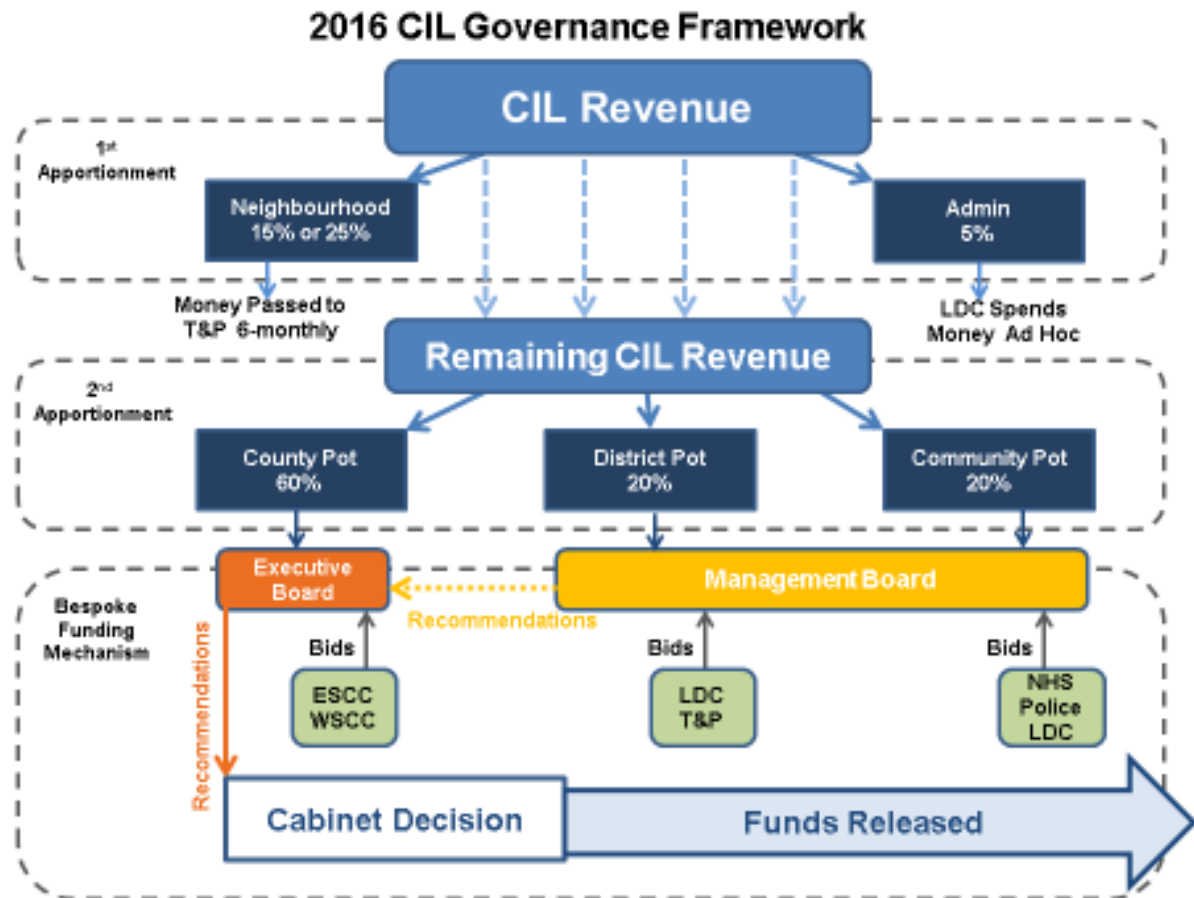 2016 CIL Governance Framework
CIL Revenue
1st
Apportionment
Neighbourhood
15% or 25%
Admin
5%
Money Passed to
T&P 6-monthly
LDC Spends
Money Ad Hoc
Remaining CIL Revenue
2nd
Apportionment
County Pot
60%
District Pot
20%
Community Pot
20%
Executive
Board
Management Board
Bespoke
Funding
Mechanism
Recommendations
Recommendations
Bids
Bids
Bids
ESCC
WSCC
LDC
T&P
NHS
Police
LDC
Cabinet Decision
Funds Released